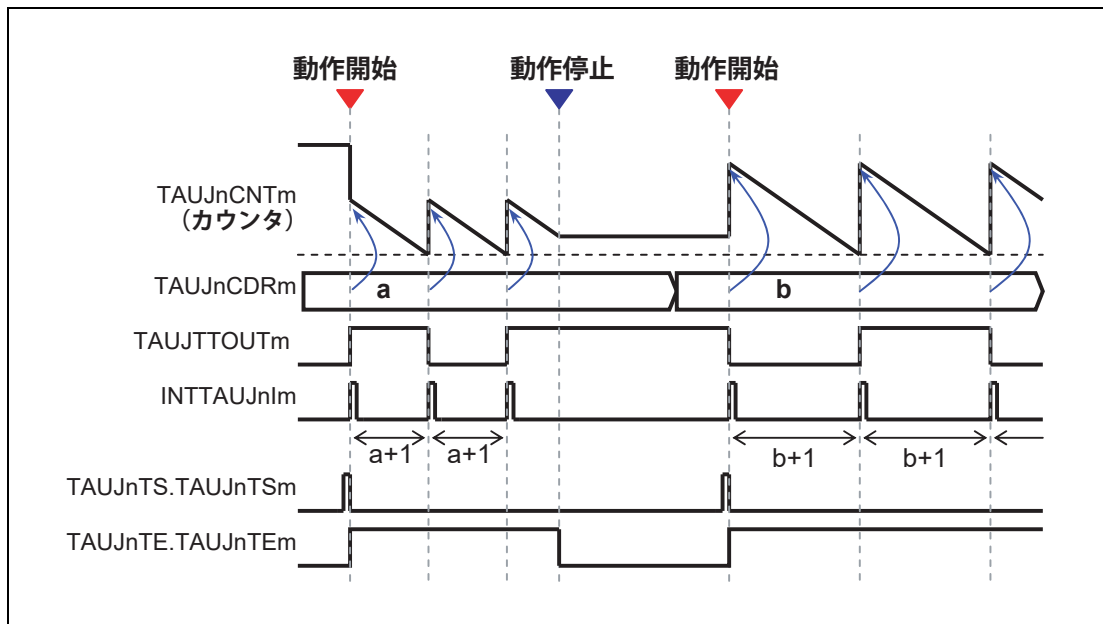 動作開始 動作停止 動作開始
TAUJnCNTm
（カウンタ）
TAUJnCDRm a b
TAUJTTOUTm
INTTAUJnIm
a+1 a+1 b+1 b+1
TAUJnTS.TAUJnTSm
TAUJnTE.TAUJnTEm